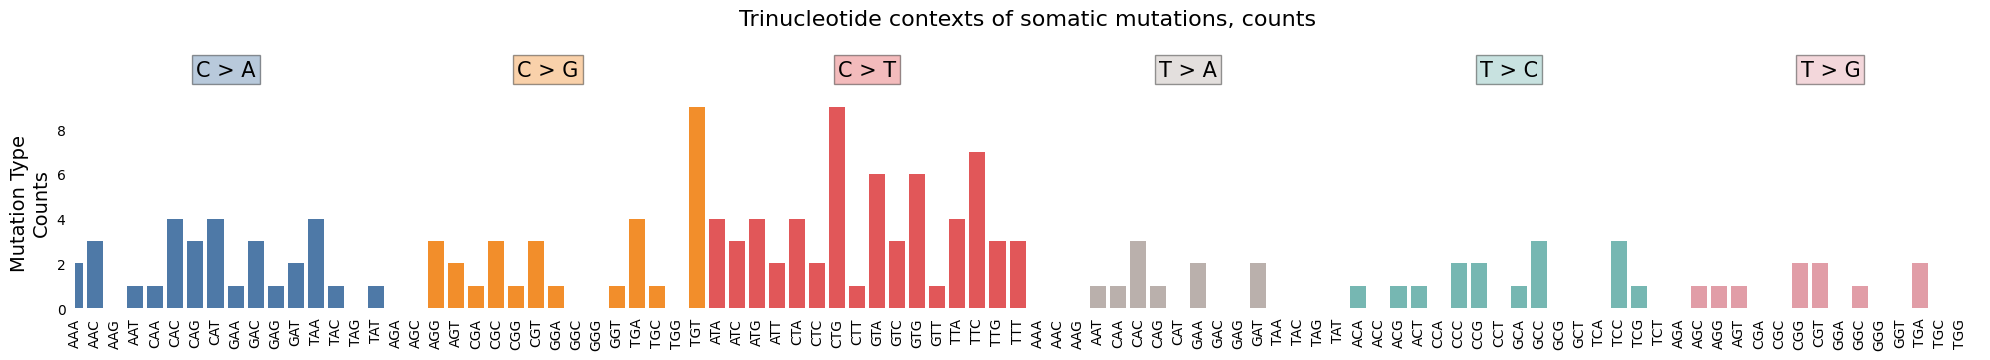 Trinucleotide contexts of somatic mutations, counts
C > A
C > G
C > T
T > A
T > C
T > G
Mutation Type
Counts
8
6
4
2
0
AAA AAC AAG AAT CAA CAC CAG CAT GAA GAC GAG GAT TAA TAC TAG TAT AGA AGC AGG AGT CGA CGC CGG CGT GGA GGC GGG GGT TGA TGC TGG TGT ATA ATC ATG ATT CTA CTC CTG CTT GTA GTC GTG GTT TTA TTC TTG TTT AAA AAC AAG AAT CAA CAC CAG CAT GAA GAC GAG GAT TAA TAC TAG TAT ACA ACC ACG ACT CCA CCC CCG CCT GCA GCC GCG GCT TCA TCC TCG TCT AGA AGC AGG AGT CGA CGC CGG CGT GGA GGC GGG GGT TGA TGC TGG